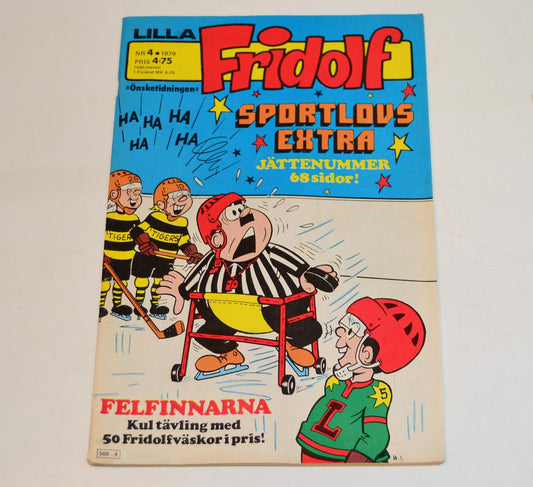 LILLA
Fridolf
NR 4 • 1979
PRIS 4:75
»Önsketidningen»
SPORTLOVS
EXTRA
JÄTTENUMMER
68 sidor!
HA HA HA
HA HA
TIGERS
TIGERS
L
5
FELFINNARNA
Kul tävling med
50 Fridolfväskor i pris!
509 - 4
B. I.